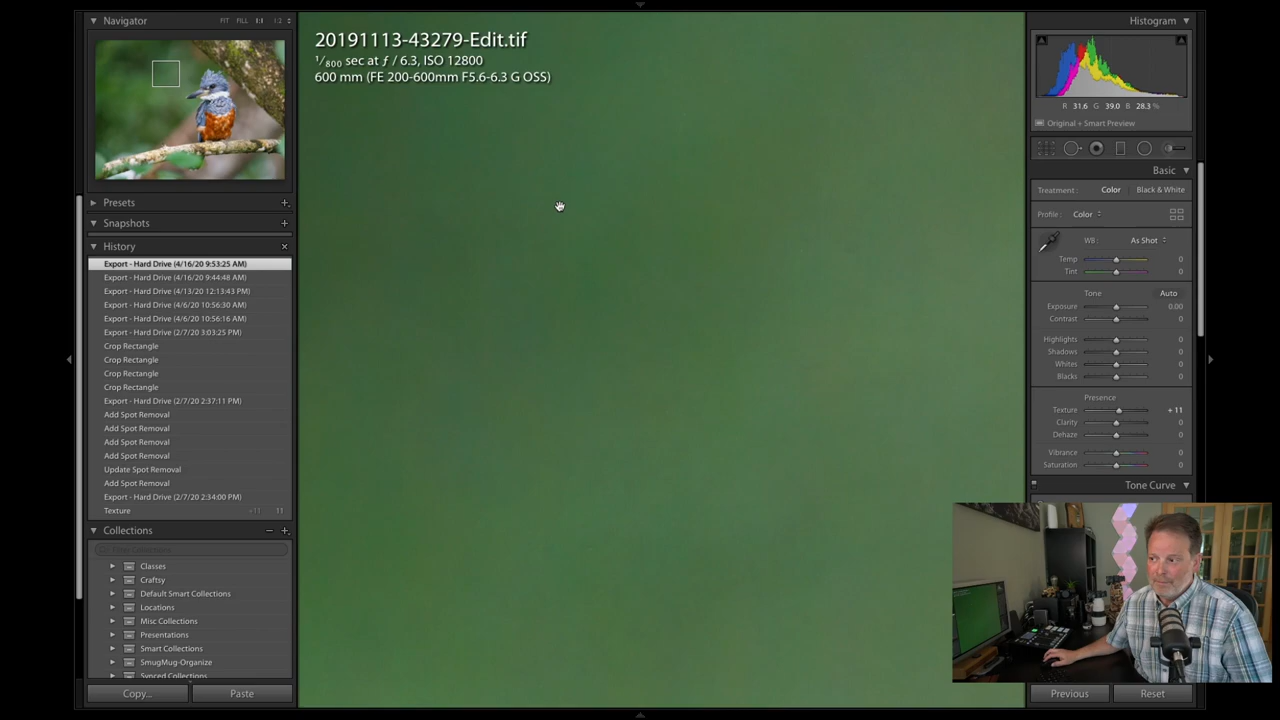 Navigator
FIT FILL 1:1 1:2
Presets
Snapshots
History
Export - Hard Drive (4/16/20 9:53:25 AM)
Export - Hard Drive (4/16/20 9:44:48 AM)
Export - Hard Drive (4/13/20 12:13:43 PM)
Export - Hard Drive (4/6/20 10:56:30 AM)
Export - Hard Drive (4/6/20 10:56:16 AM)
Export - Hard Drive (2/7/20 3:03:25 PM)
Crop Rectangle
Crop Rectangle
Crop Rectangle
Crop Rectangle
Export - Hard Drive (2/7/20 2:37:11 PM)
Add Spot Removal
Add Spot Removal
Add Spot Removal
Add Spot Removal
Update Spot Removal
Add Spot Removal
Export - Hard Drive (2/7/20 2:34:00 PM)
Texture +11 11
Collections
Classes
Craftsy
Default Smart Collections
Locations
Misc Collections
Presentations
Smart Collections
SmugMug-Organize
Synced Collections
Copy... Paste
20191113-43279-Edit.tif
1/800 sec at ƒ / 6.3, ISO 12800
600 mm (FE 200-600mm F5.6-6.3 G OSS)
Histogram
R 31.6 G 39.0 B 28.3 %
Original + Smart Preview
Basic
Treatment : Color Black & White
Profile : Color
WB : As Shot
Temp 0
Tint 0
Tone Auto
Exposure 0.00
Contrast 0
Highlights 0
Shadows 0
Whites 0
Blacks 0
Presence
Texture + 11
Clarity 0
Dehaze 0
Vibrance 0
Saturation 0
Tone Curve
Previous Reset